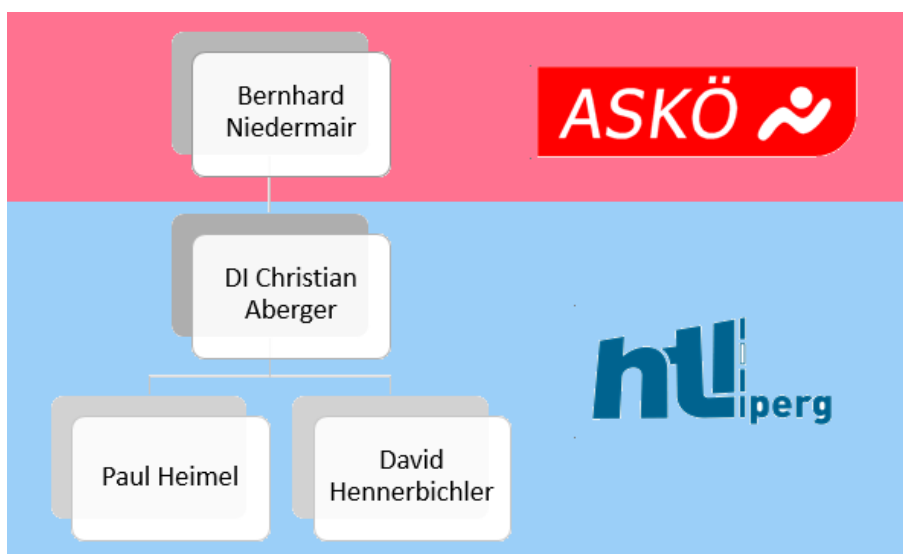 Bernhard
Niedermair
ASKÖ
DI Christian
Aberger
htl
perg
Paul Heimel
David
Hennerbichler